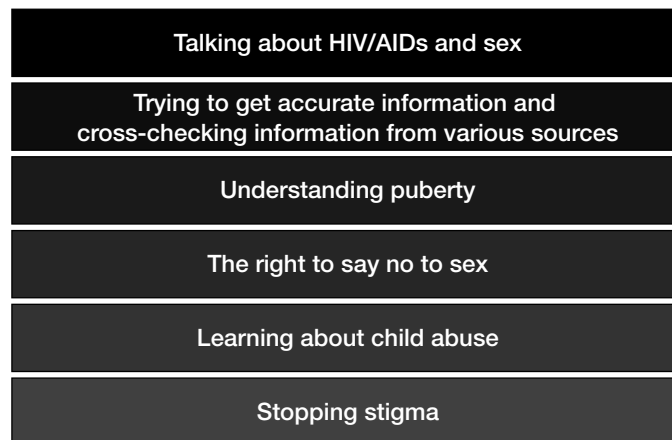 Talking about HIV/AIDs and sex
Trying to get accurate information and
cross-checking information from various sources
Understanding puberty
The right to say no to sex
Learning about child abuse
Stopping stigma